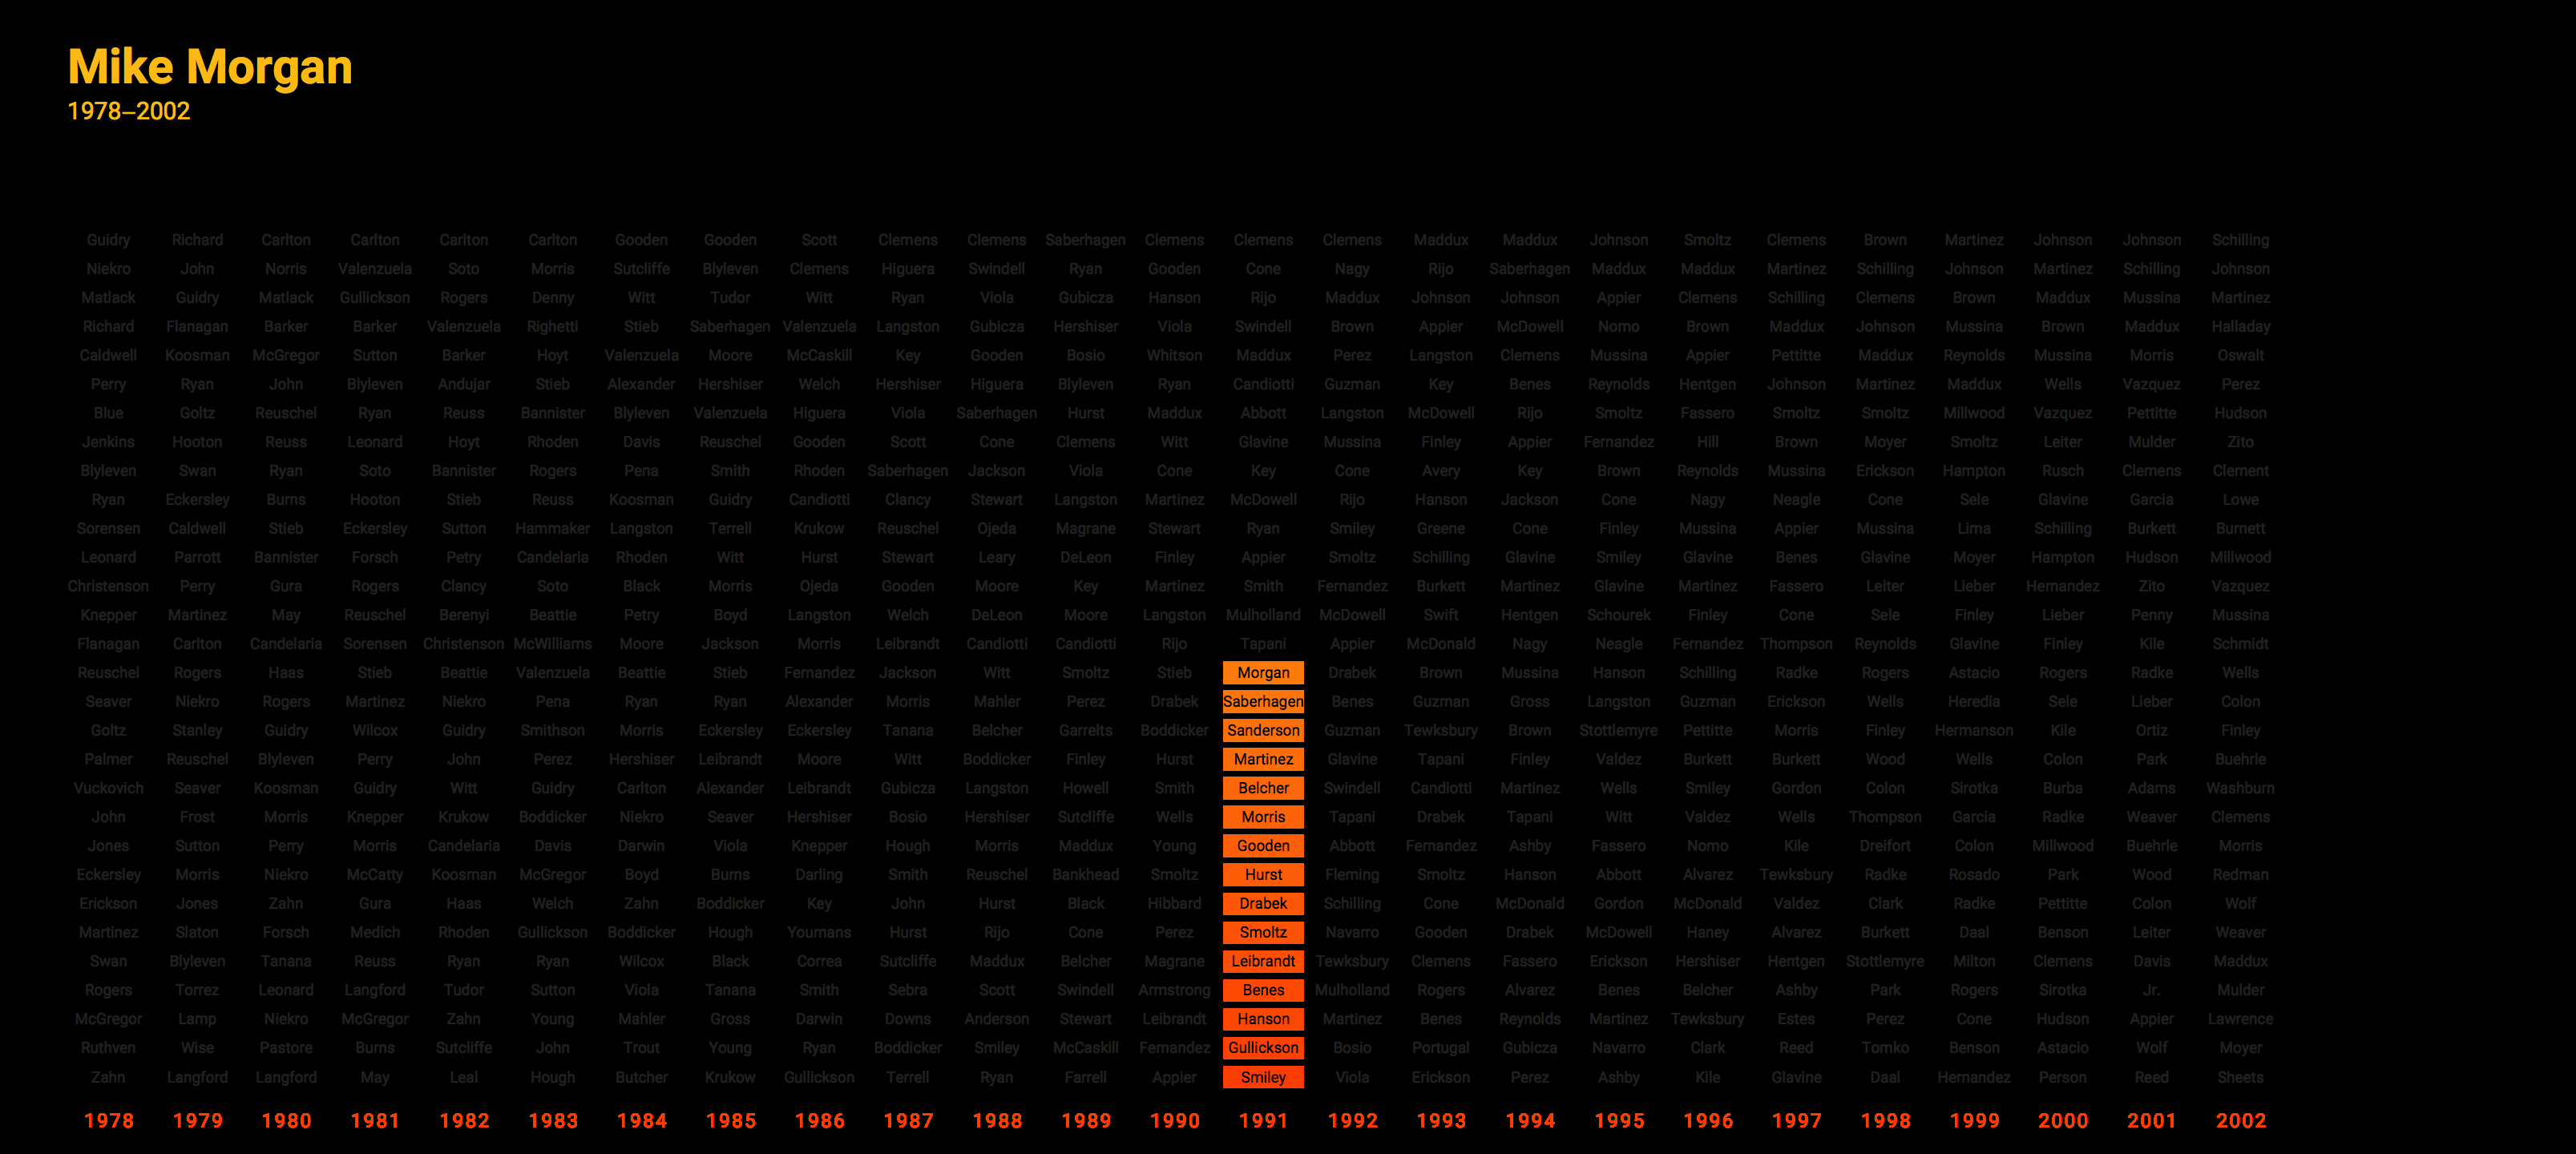 Mike Morgan
1978–2002
Guidry Richard Carlton Carlton Carlton Carlton Gooden Gooden Scott Clemens Clemens Saberhagen Clemens Clemens Clemens Maddux Maddux Johnson Smoltz Clemens Brown Martinez Johnson Johnson Schilling
Niekro John Norris Valenzuela Soto Morris Sutcliffe Blyleven Clemens Higuera Swindell Ryan Gooden Cone Nagy Rijo Saberhagen Maddux Maddux Martinez Schilling Johnson Martinez Schilling Johnson
Matlack Guidry Matlack Gullickson Rogers Denny Witt Tudor Witt Ryan Viola Gubicza Hanson Rijo Maddux Johnson Johnson Appier Clemens Schilling Clemens Brown Maddux Mussina Martinez
Richard Flanagan Barker Barker Valenzuela Righetti Stieb Saberhagen Valenzuela Langston Gubicza Hershiser Viola Swindell Brown Appier McDowell Nomo Brown Maddux Johnson Mussina Brown Maddux Halladay
Caldwell Koosman McGregor Sutton Barker Hoyt Valenzuela Moore McCaskill Key Gooden Bosio Whitson Maddux Perez Langston Clemens Mussina Appier Pettitte Maddux Reynolds Mussina Morris Oswalt
Perry Ryan John Blyleven Andujar Stieb Alexander Hershiser Welch Hershiser Higuera Blyleven Ryan Candiotti Guzman Key Benes Reynolds Hentgen Johnson Martinez Maddux Wells Vazquez Perez
Blue Goltz Reuschel Ryan Reuss Bannister Blyleven Valenzuela Higuera Viola Saberhagen Hurst Maddux Abbott Langston McDowell Rijo Smoltz Fassero Smoltz Smoltz Millwood Vazquez Pettitte Hudson
Jenkins Hooton Reuss Leonard Hoyt Rhoden Davis Reuschel Gooden Scott Cone Clemens Witt Glavine Mussina Finley Appier Fernandez Hill Brown Moyer Smoltz Leiter Mulder Zito
Blyleven Swan Ryan Soto Bannister Rogers Pena Smith Rhoden Saberhagen Jackson Viola Cone Key Cone Avery Key Brown Reynolds Mussina Erickson Hampton Rusch Clemens Clement
Ryan Eckersley Burns Hooton Stieb Reuss Koosman Guidry Candiotti Clancy Stewart Langston Martinez McDowell Rijo Hanson Jackson Cone Nagy Neagle Cone Sele Glavine Garcia Lowe
Sorensen Caldwell Stieb Eckersley Sutton Hammaker Langston Terrell Krukow Reuschel Ojeda Magrane Stewart Ryan Smiley Greene Cone Finley Mussina Appier Mussina Lima Schilling Burkett Burnett
Leonard Parrott Bannister Forsch Petry Candelaria Rhoden Witt Hurst Stewart Leary DeLeon Finley Appier Smoltz Schilling Glavine Smiley Glavine Benes Glavine Moyer Hampton Hudson Millwood
Christenson Perry Gura Rogers Clancy Soto Black Morris Ojeda Gooden Moore Key Martinez Smith Fernandez Burkett Martinez Glavine Martinez Fassero Leiter Lieber Hernandez Zito Vazquez
Knepper Martinez May Reuschel Berenyi Beattie Petry Boyd Langston Welch DeLeon Moore Langston Mulholland McDowell Swift Hentgen Schourek Finley Cone Sele Finley Lieber Penny Mussina
Flanagan Carlton Candelaria Sorensen Christenson McWilliams Moore Jackson Morris Leibrandt Candiotti Candiotti Rijo Tapani Appier McDonald Nagy Neagle Fernandez Thompson Reynolds Glavine Finley Kile Schmidt
Reuschel Rogers Haas Stieb Beattie Valenzuela Beattie Stieb Fernandez Jackson Witt Smoltz Stieb Morgan Drabek Brown Mussina Hanson Schilling Radke Rogers Astacio Rogers Radke Wells
Seaver Niekro Rogers Martinez Niekro Pena Ryan Ryan Alexander Morris Mahler Perez Drabek Saberhagen Benes Guzman Gross Langston Guzman Erickson Wells Heredia Sele Lieber Colon
Goltz Stanley Guidry Wilcox Guidry Smithson Morris Eckersley Eckersley Tanana Belcher Garrelts Boddicker Sanderson Guzman Tewksbury Brown Stottlemyre Pettitte Morris Finley Hermanson Kile Ortiz Finley
Palmer Reuschel Blyleven Perry John Perez Hershiser Leibrandt Moore Witt Boddicker Finley Hurst Martinez Glavine Tapani Finley Valdez Burkett Burkett Wood Wells Colon Park Buehrle
Vuckovich Seaver Koosman Guidry Witt Guidry Carlton Alexander Leibrandt Gubicza Langston Howell Smith Belcher Swindell Candiotti Martinez Wells Smiley Gordon Colon Sirotka Burba Adams Washburn
John Frost Morris Knepper Krukow Boddicker Niekro Seaver Hershiser Bosio Hershiser Sutcliffe Wells Morris Tapani Drabek Tapani Witt Valdez Wells Thompson Garcia Radke Weaver Clemens
Jones Sutton Perry Morris Candelaria Davis Darwin Viola Knepper Hough Morris Maddux Young Gooden Abbott Fernandez Ashby Fassero Nomo Kile Dreifort Colon Millwood Buehrle Morris
Eckersley Morris Niekro McCatty Koosman McGregor Boyd Burns Darling Smith Reuschel Bankhead Smoltz Hurst Fleming Smoltz Hanson Abbott Alvarez Tewksbury Radke Rosado Park Wood Redman
Erickson Jones Zahn Gura Haas Welch Zahn Boddicker Key John Hurst Black Hibbard Drabek Schilling Cone McDonald Gordon McDonald Valdez Clark Radke Pettitte Colon Wolf
Martinez Slaton Forsch Medich Rhoden Gullickson Boddicker Hough Youmans Hurst Rijo Cone Perez Smoltz Navarro Gooden Drabek McDowell Haney Alvarez Burkett Daal Benson Leiter Weaver
Swan Blyleven Tanana Reuss Ryan Ryan Wilcox Black Correa Sutcliffe Maddux Belcher Magrane Leibrandt Tewksbury Clemens Fassero Erickson Hershiser Hentgen Stottlemyre Milton Clemens Davis Maddux
Rogers Torrez Leonard Langford Tudor Sutton Viola Tanana Smith Sebra Scott Swindell Armstrong Benes Mulholland Rogers Alvarez Benes Belcher Ashby Park Rogers Sirotka Jr. Mulder
McGregor Lamp Niekro McGregor Zahn Young Mahler Gross Darwin Downs Anderson Stewart Leibrandt Hanson Martinez Benes Reynolds Martinez Tewksbury Estes Perez Cone Hudson Appier Lawrence
Ruthven Wise Pastore Burns Sutcliffe John Trout Young Ryan Boddicker Smiley McCaskill Fernandez Gullickson Bosio Portugal Gubicza Navarro Clark Reed Tomko Benson Astacio Wolf Moyer
Zahn Langford Langford May Leal Hough Butcher Krukow Gullickson Terrell Ryan Farrell Appier Smiley Viola Erickson Perez Ashby Kile Glavine Daal Hernandez Person Reed Sheets
1978 1979 1980 1981 1982 1983 1984 1985 1986 1987 1988 1989 1990 1991 1992 1993 1994 1995 1996 1997 1998 1999 2000 2001 2002